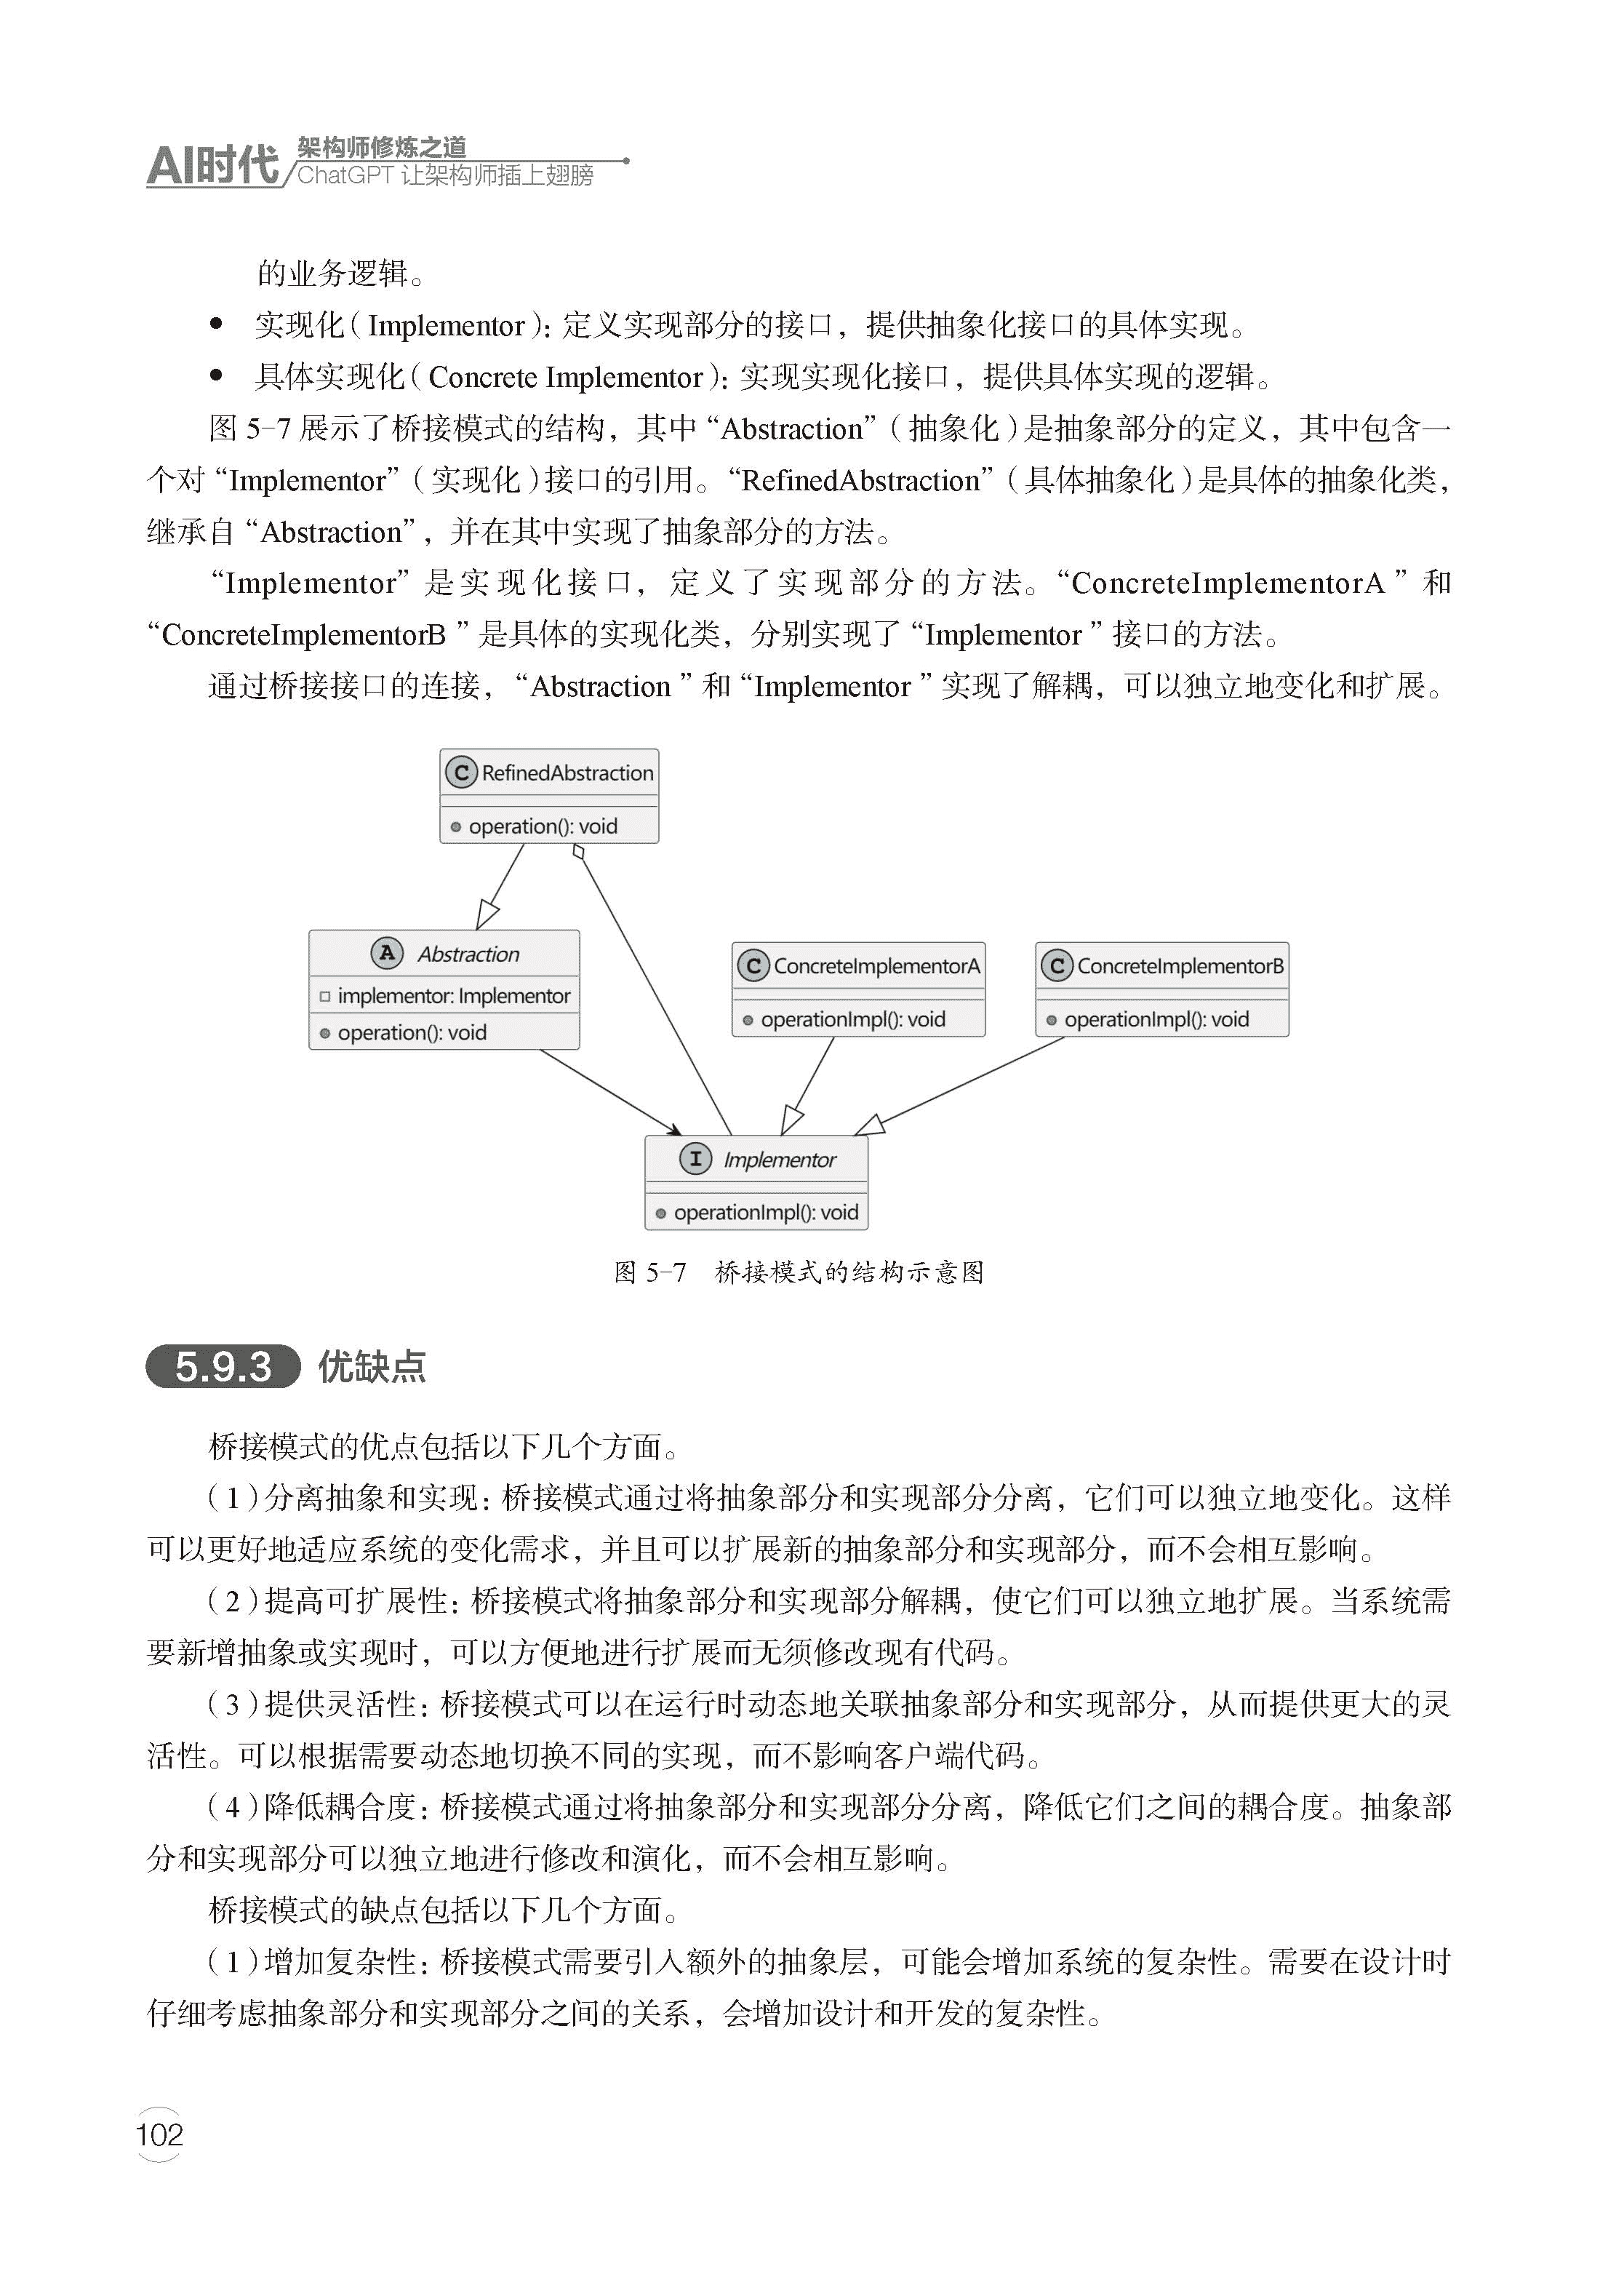 AI时代 架构师修炼之道
ChatGPT 让架构师插上翅膀
的业务逻辑。
• 实现化（Implementor）：定义实现部分的接口，提供抽象化接口的具体实现。
• 具体实现化（Concrete Implementor）：实现实现化接口，提供具体实现的逻辑。
图 5-7 展示了桥接模式的结构，其中 “Abstraction”（抽象化）是抽象部分的定义，其中包含一
个对 “Implementor”（实现化）接口的引用。“RefinedAbstraction”（具体抽象化）是具体的抽象化类，
继承自 “Abstraction”，并在其中实现了抽象部分的方法。
“Implementor” 是实现化接口，定义了实现部分的方法。“ConcreteImplementorA ” 和
“ConcreteImplementorB ” 是具体的实现化类，分别实现了 “Implementor ” 接口的方法。
通过桥接接口的连接，“Abstraction ” 和 “Implementor ” 实现了解耦，可以独立地变化和扩展。
C RefinedAbstraction
operation(): void
A Abstraction
implementor: Implementor
operation(): void
C ConcreteImplementorA
operationImpl(): void
C ConcreteImplementorB
operationImpl(): void
I Implementor
operationImpl(): void
图 5-7 桥接模式的结构示意图
5.9.3 优缺点
桥接模式的优点包括以下几个方面。
（1）分离抽象和实现：桥接模式通过将抽象部分和实现部分分离，它们可以独立地变化。这样
可以更好地适应系统的变化需求，并且可以扩展新的抽象部分和实现部分，而不会相互影响。
（2）提高可扩展性：桥接模式将抽象部分和实现部分解耦，使它们可以独立地扩展。当系统需
要新增抽象或实现时，可以方便地进行扩展而无须修改现有代码。
（3）提供灵活性：桥接模式可以在运行时动态地关联抽象部分和实现部分，从而提供更大的灵
活性。可以根据需要动态地切换不同的实现，而不影响客户端代码。
（4）降低耦合度：桥接模式通过将抽象部分和实现部分分离，降低它们之间的耦合度。抽象部
分和实现部分可以独立地进行修改和演化，而不会相互影响。
桥接模式的缺点包括以下几个方面。
（1）增加复杂性：桥接模式需要引入额外的抽象层，可能会增加系统的复杂性。需要在设计时
仔细考虑抽象部分和实现部分之间的关系，会增加设计和开发的复杂性。
102